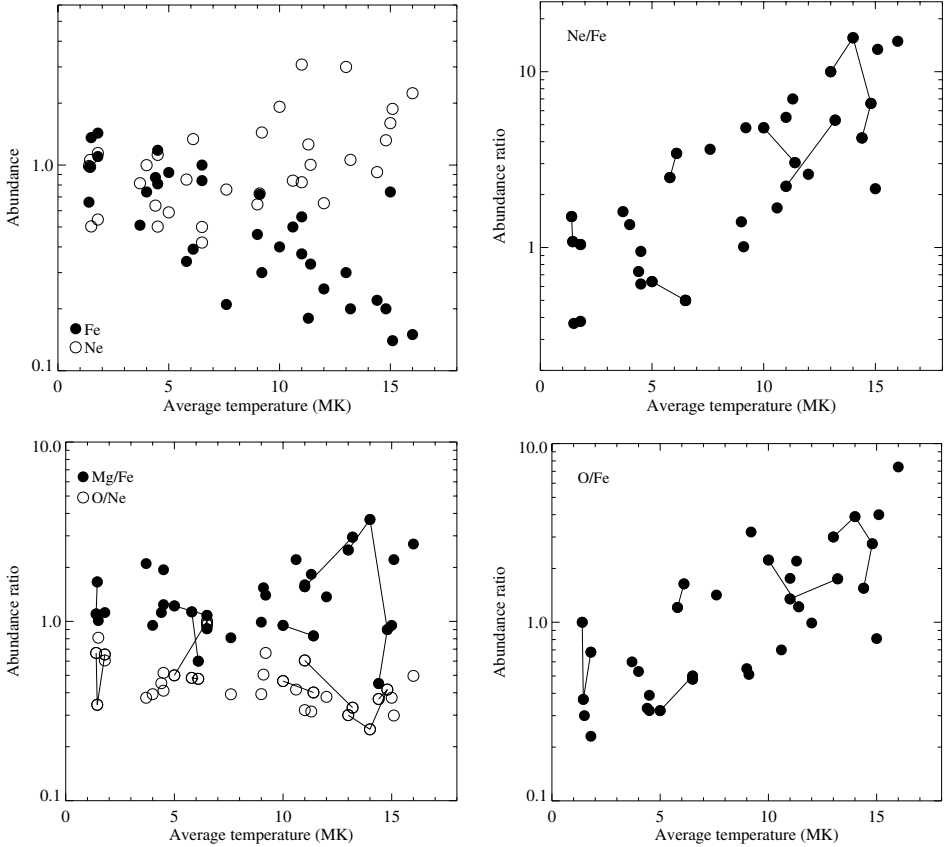 Abundance
1.0
0.1
Fe
Ne
0 5 10 15
Average temperature (MK)
Ne/Fe
Abundance ratio
10
1
0 5 10 15
Average temperature (MK)
Mg/Fe
O/Ne
Abundance ratio
10.0
1.0
0.1
0 5 10 15
Average temperature (MK)
O/Fe
Abundance ratio
10.0
1.0
0.1
0 5 10 15
Average temperature (MK)